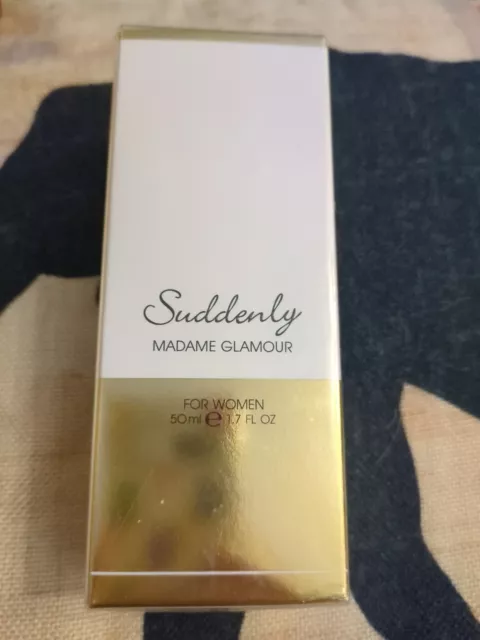 Suddenly
MADAME GLAMOUR
FOR WOMEN
50ml ℮ 1.7 FL OZ